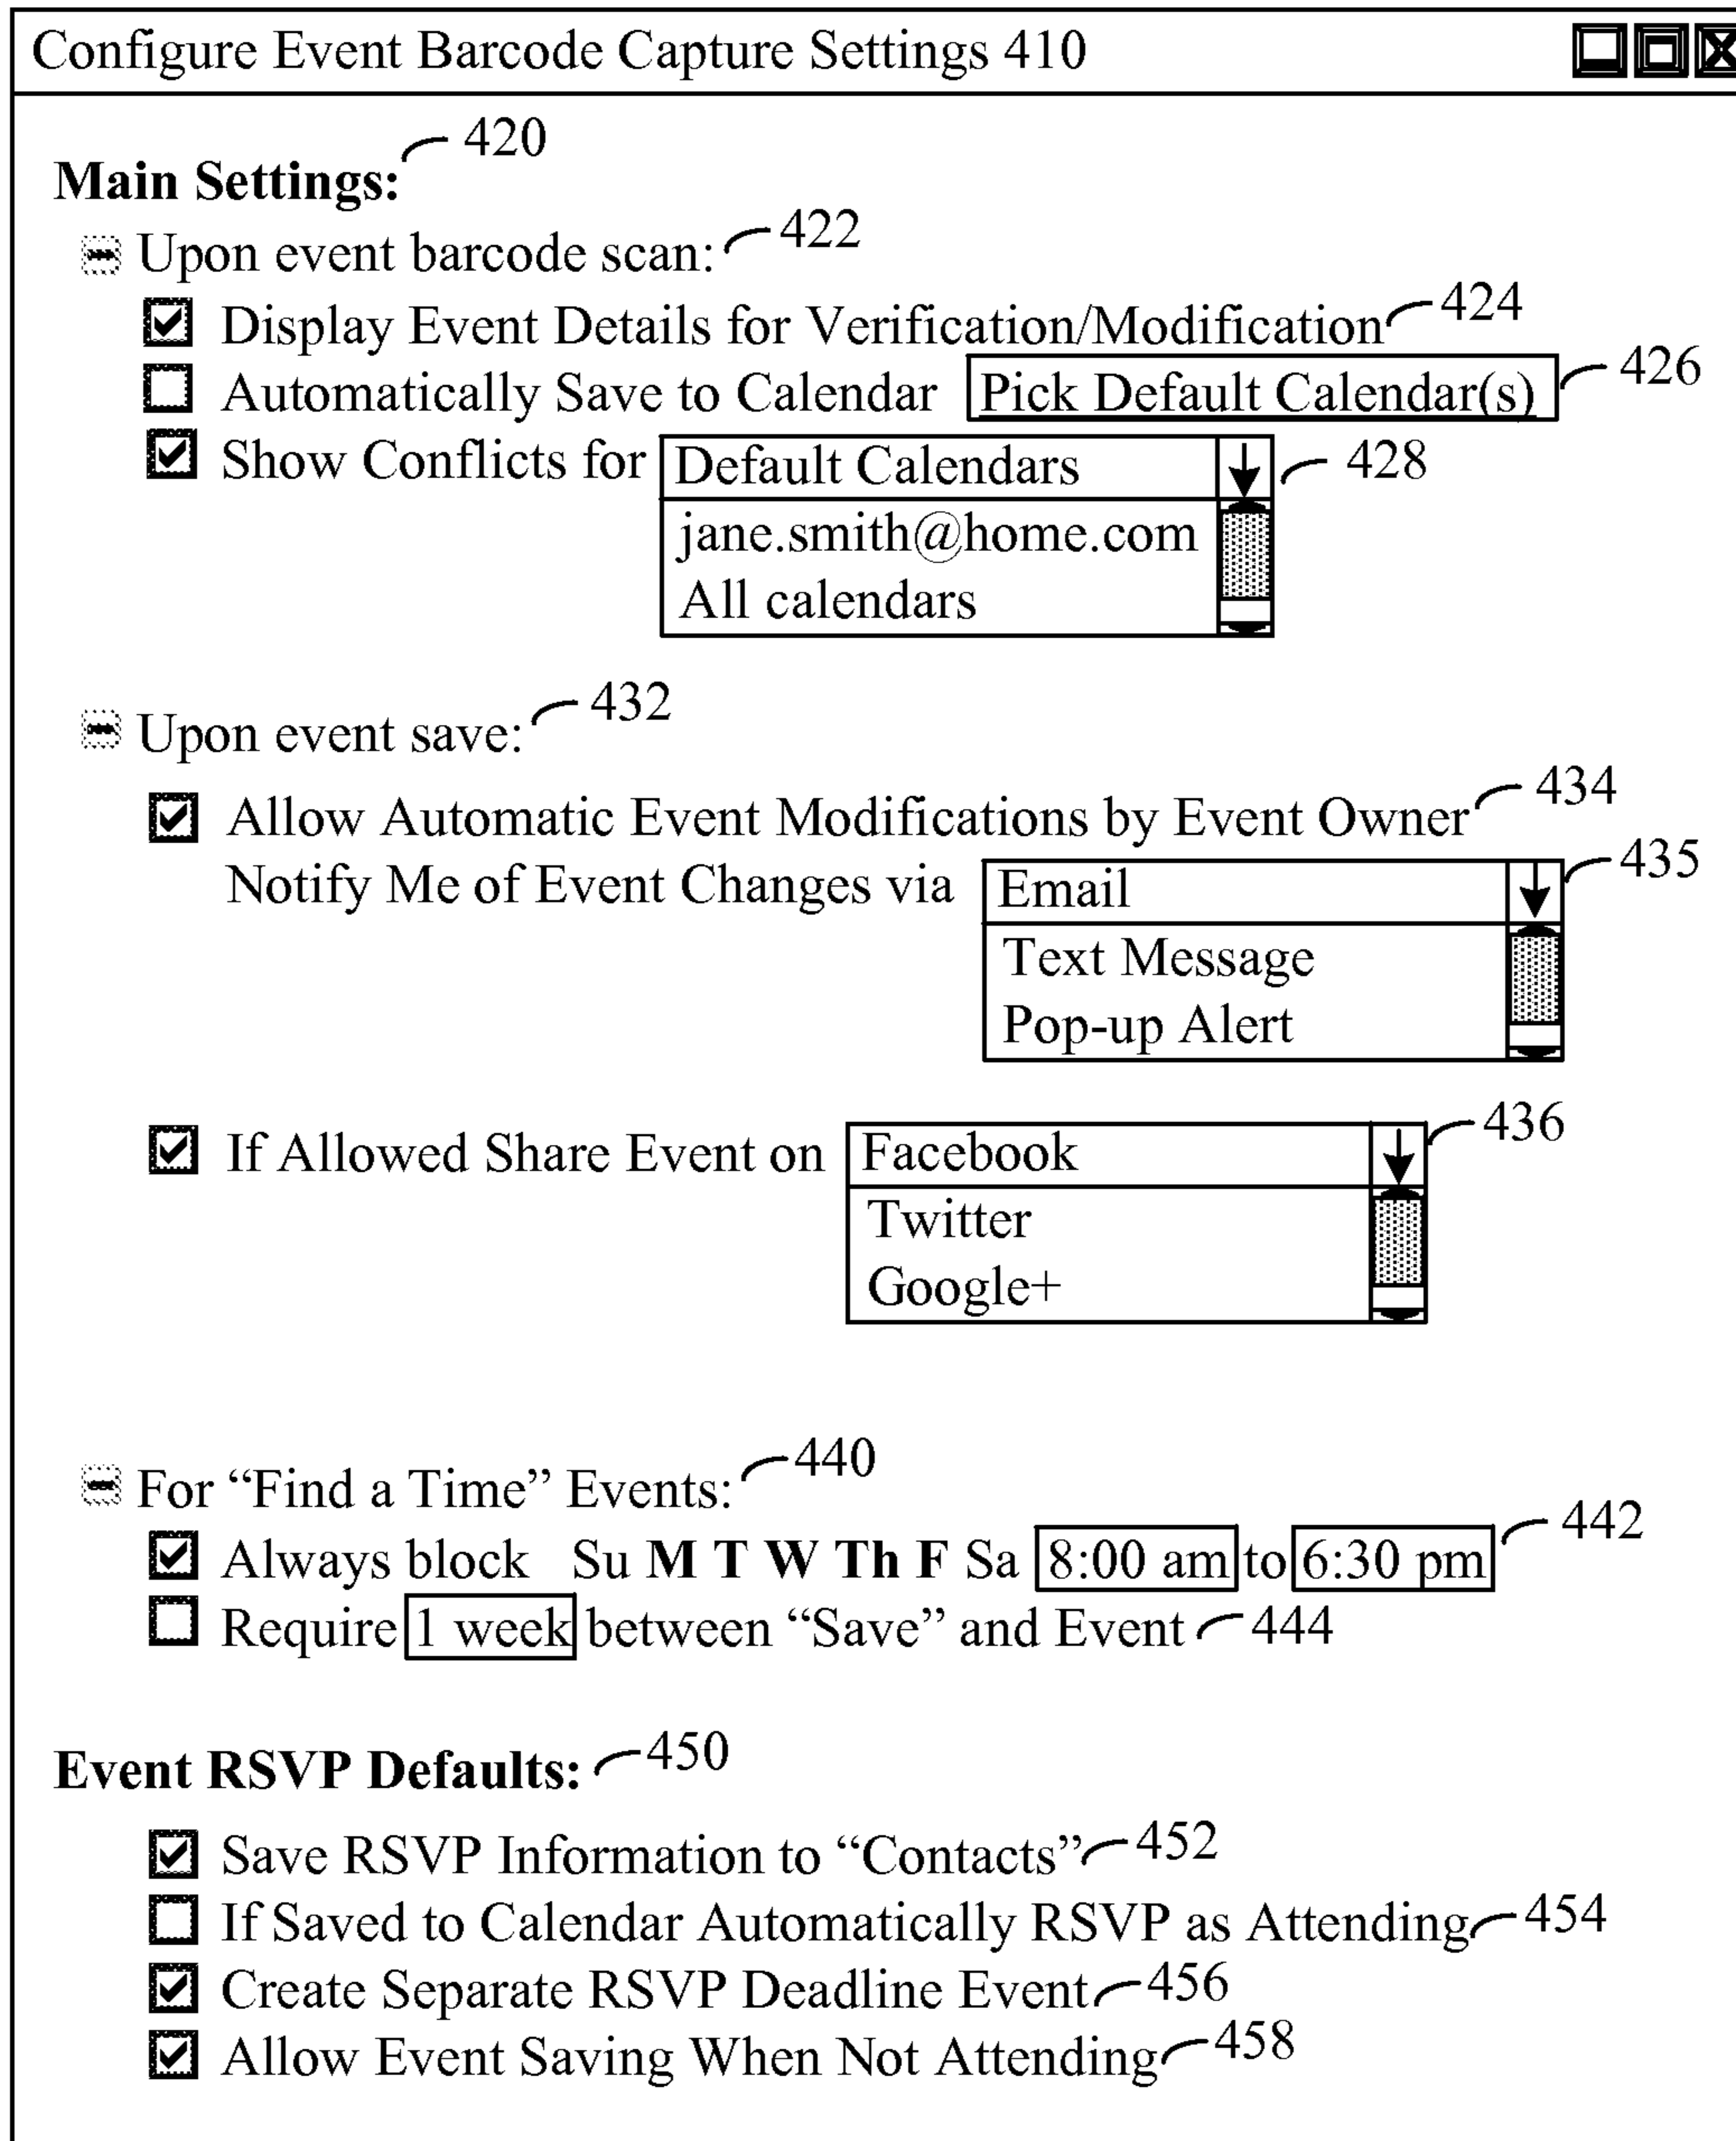 Configure Event Barcode Capture Settings 410
Main Settings: 420
Upon event barcode scan: 422
Display Event Details for Verification/Modification 424
Automatically Save to Calendar Pick Default Calendar(s) 426
Show Conflicts for Default Calendars 428
jane.smith@home.com
All calendars
Upon event save: 432
Allow Automatic Event Modifications by Event Owner 434
Notify Me of Event Changes via Email 435
Text Message
Pop-up Alert
If Allowed Share Event on Facebook 436
Twitter
Google+
For “Find a Time” Events: 440
Always block Su M T W Th F Sa 8:00 am to 6:30 pm 442
Require 1 week between “Save” and Event 444
Event RSVP Defaults: 450
Save RSVP Information to “Contacts” 452
If Saved to Calendar Automatically RSVP as Attending 454
Create Separate RSVP Deadline Event 456
Allow Event Saving When Not Attending 458